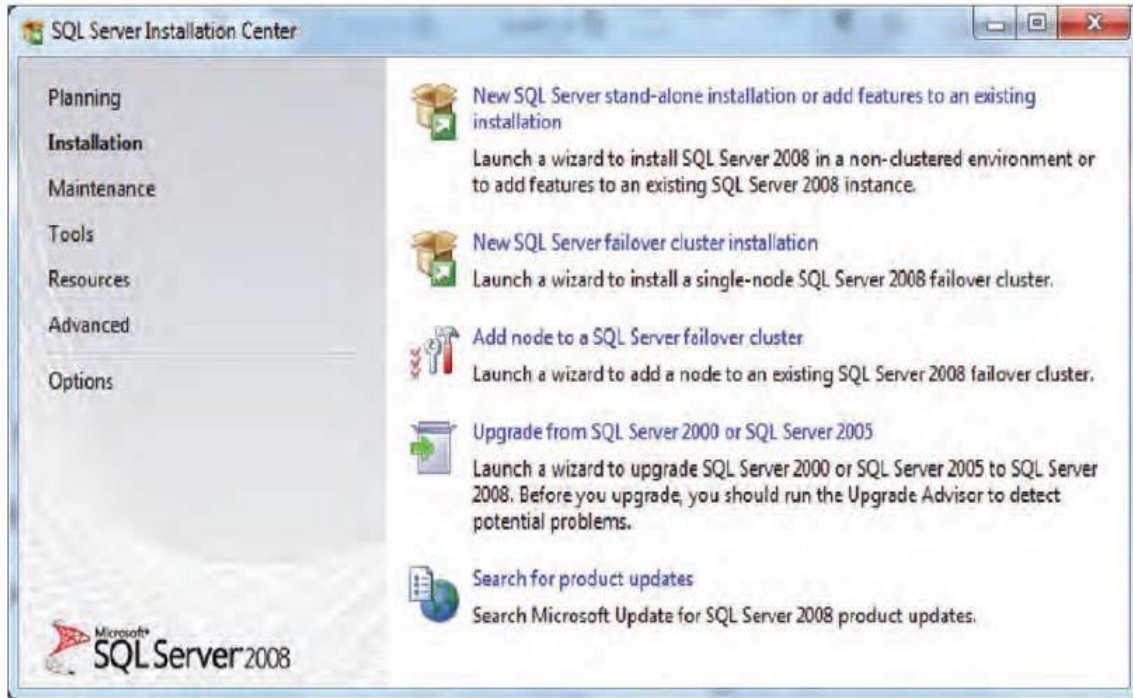 SQL Server Installation Center
Planning
Installation
Maintenance
Tools
Resources
Advanced
Options
Microsoft
SQL Server 2008
New SQL Server stand-alone installation or add features to an existing
installation
Launch a wizard to install SQL Server 2008 in a non-clustered environment or
to add features to an existing SQL Server 2008 instance.
New SQL Server failover cluster installation
Launch a wizard to install a single-node SQL Server 2008 failover cluster.
Add node to a SQL Server failover cluster
Launch a wizard to add a node to an existing SQL Server 2008 failover cluster.
Upgrade from SQL Server 2000 or SQL Server 2005
Launch a wizard to upgrade SQL Server 2000 or SQL Server 2005 to SQL Server
2008. Before you upgrade, you should run the Upgrade Advisor to detect
potential problems.
Search for product updates
Search Microsoft Update for SQL Server 2008 product updates.